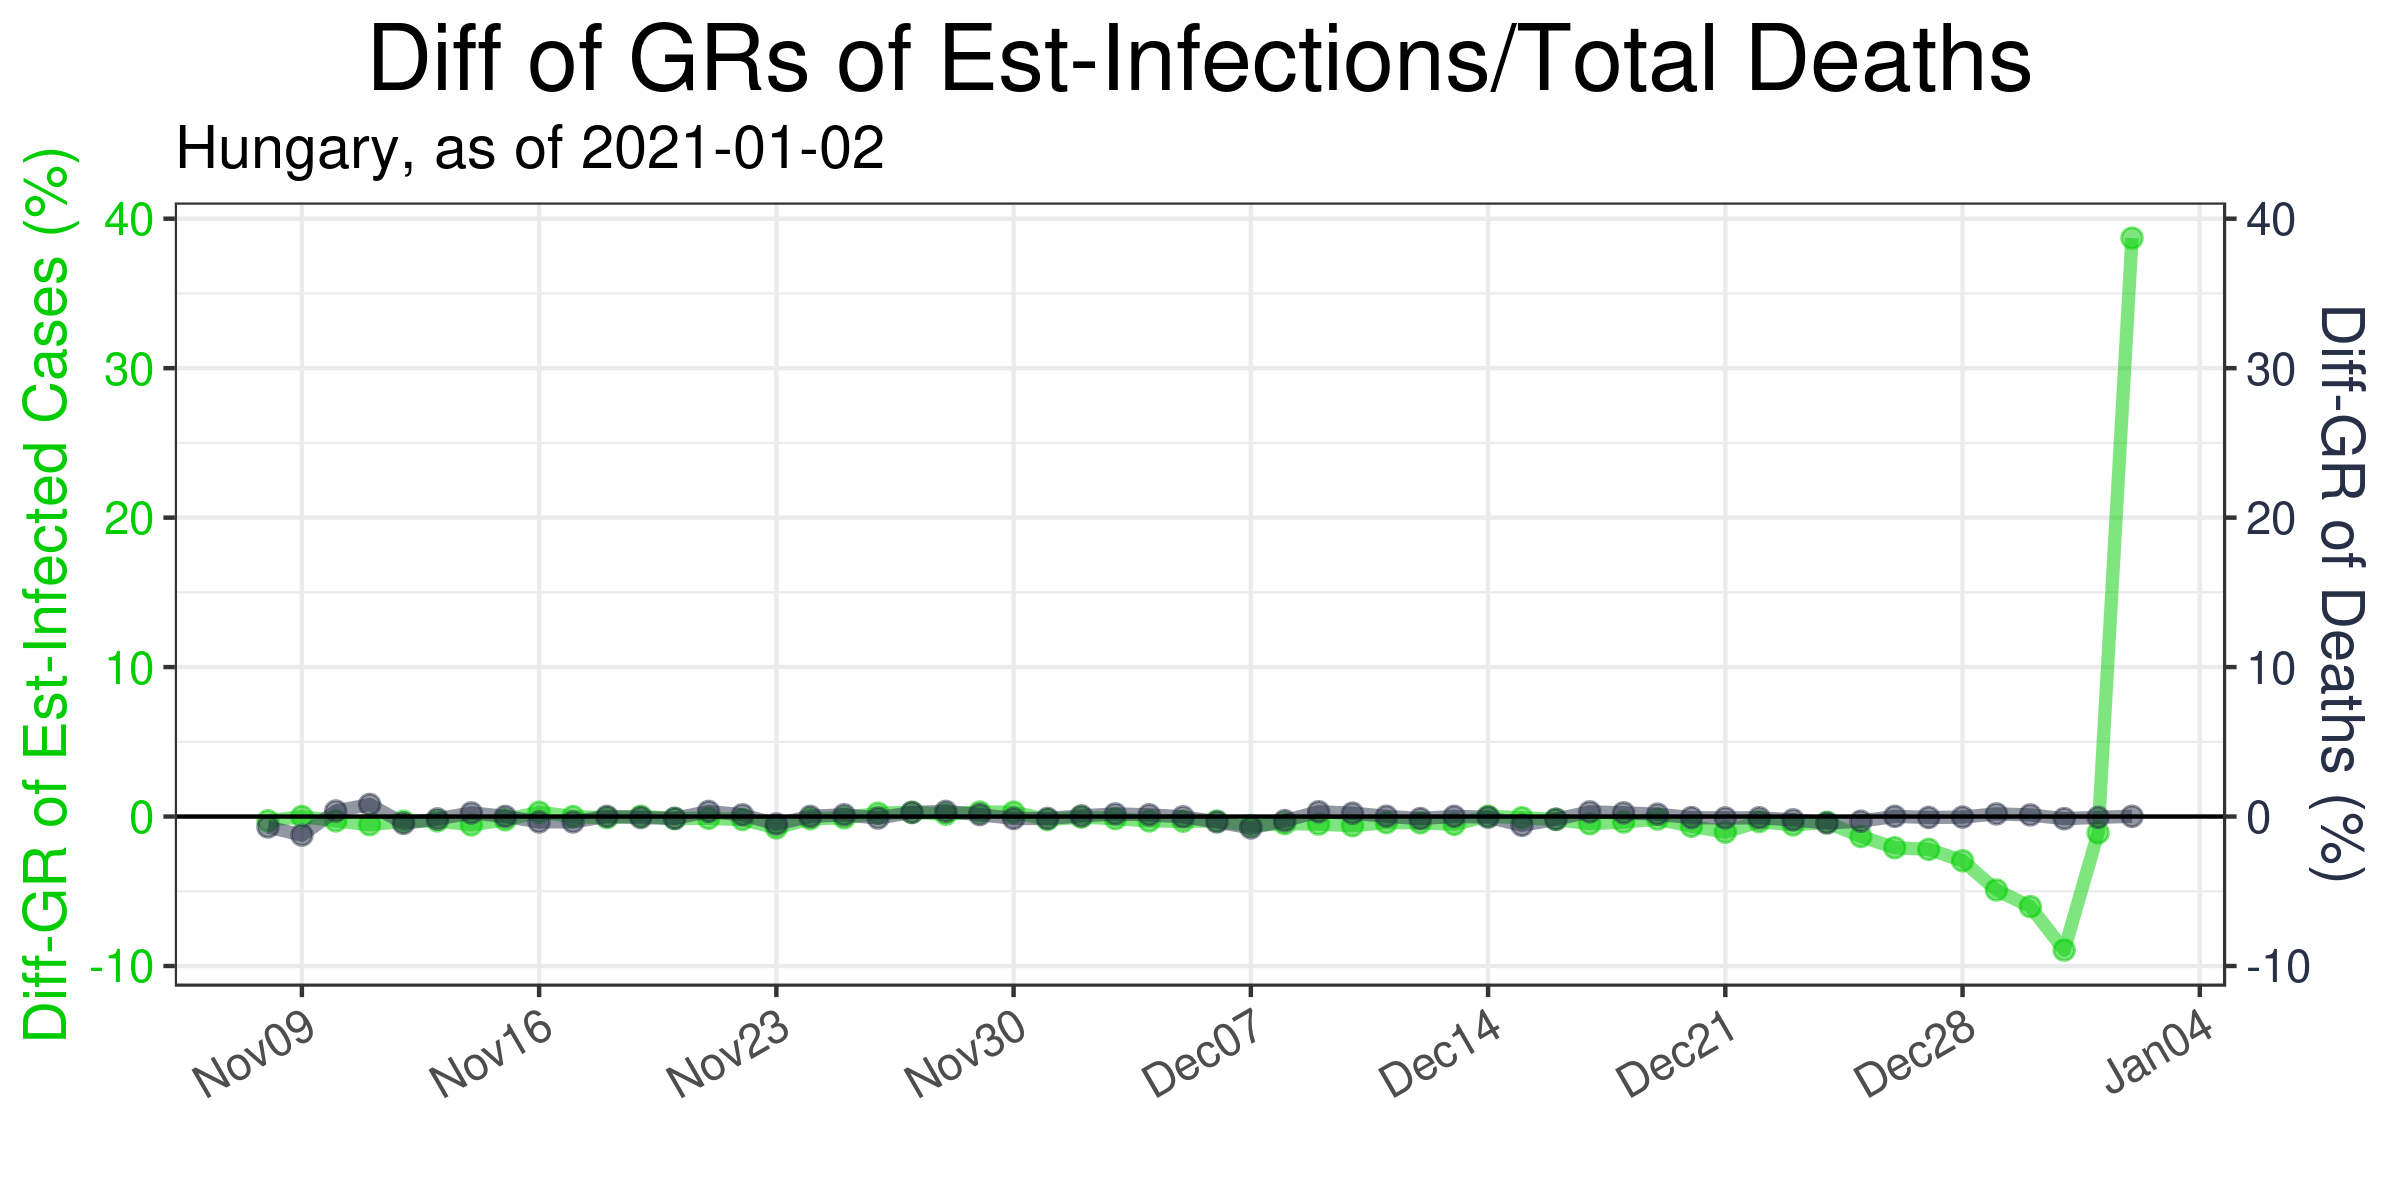 Diff of GRs of Est-Infections/Total Deaths
Hungary, as of 2021-01-02
Diff-GR of Est-Infected Cases (%)
40
30
20
10
0
-10
40
30
20
10
0
-10
Diff-GR of Deaths (%)
Nov09
Nov16
Nov23
Nov30
Dec07
Dec14
Dec21
Dec28
Jan04